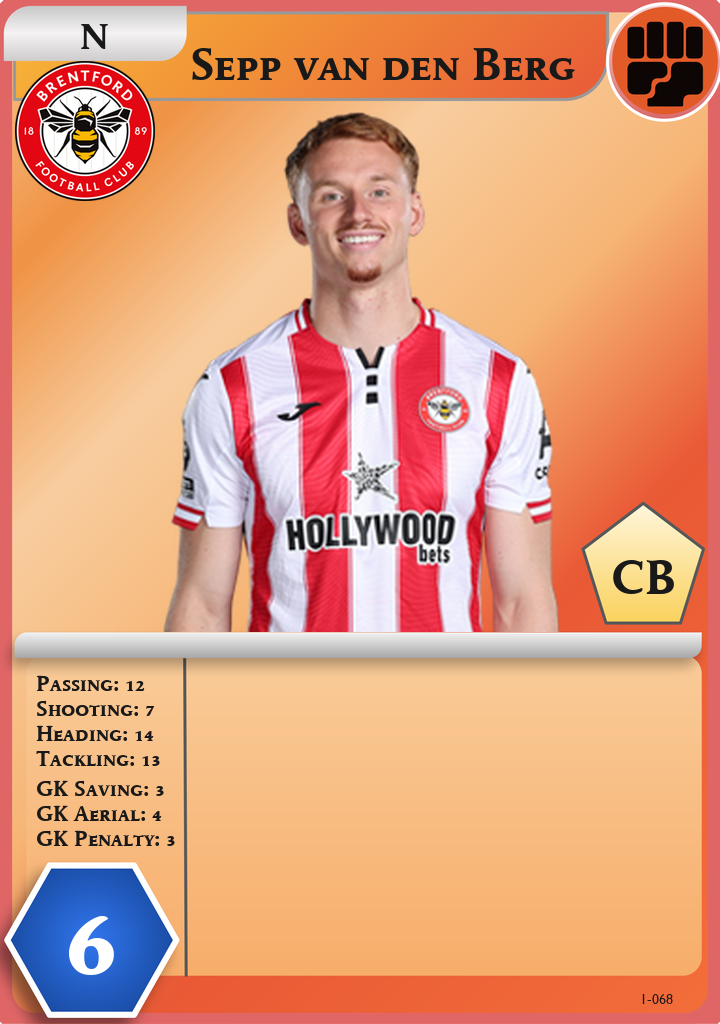 N
Sepp van den Berg
BRENTFORD
18 89
FOOTBALL CLUB
HOLLYWOOD
bets
CB
Passing: 12
Shooting: 7
Heading: 14
Tackling: 13
GK Saving: 3
GK Aerial: 4
GK Penalty: 3
6
1-068